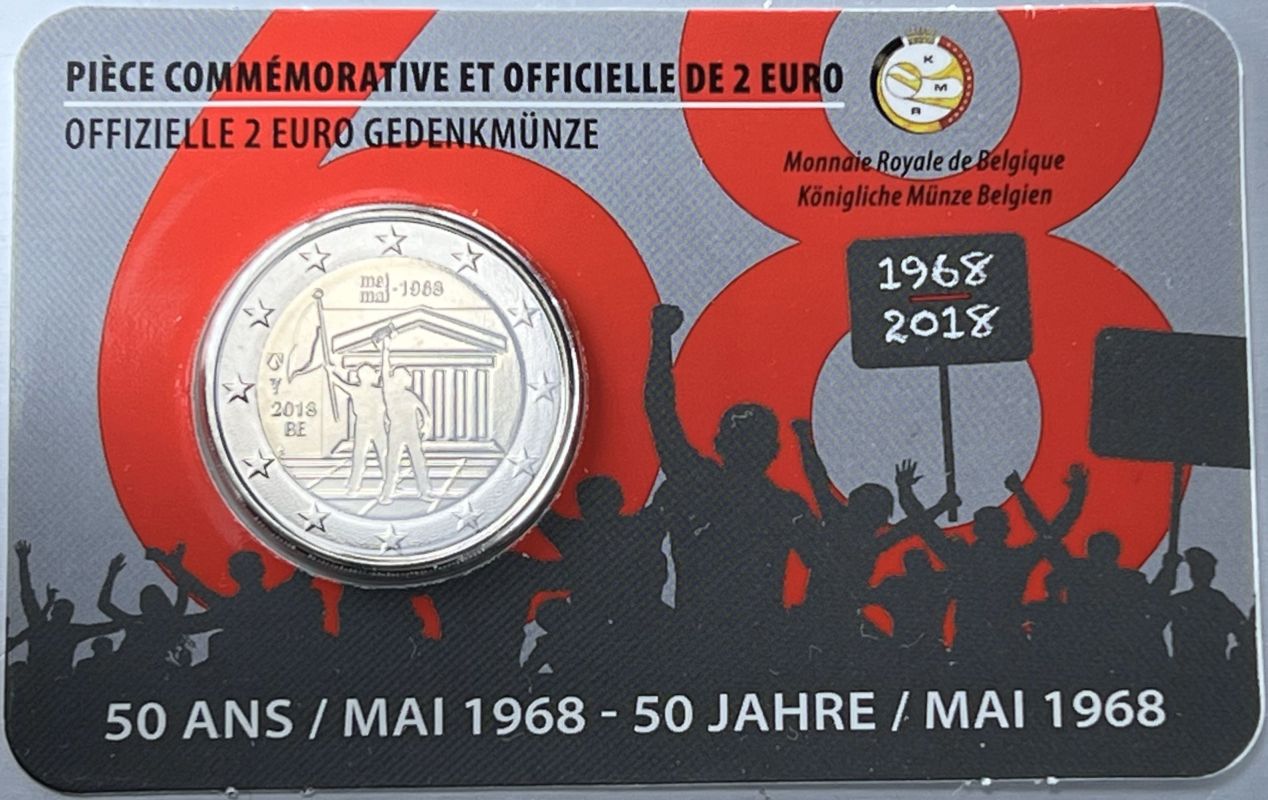 PIÈCE COMMÉMORATIVE ET OFFICIELLE DE 2 EURO
OFFIZIELLE 2 EURO GEDENKMÜNZE
K
M
Monnaie Royale de Belgique
Königliche Münze Belgien
68
1968
2018
mei
mai - 1968
2018
BE
50 ANS / MAI 1968 - 50 JAHRE / MAI 1968